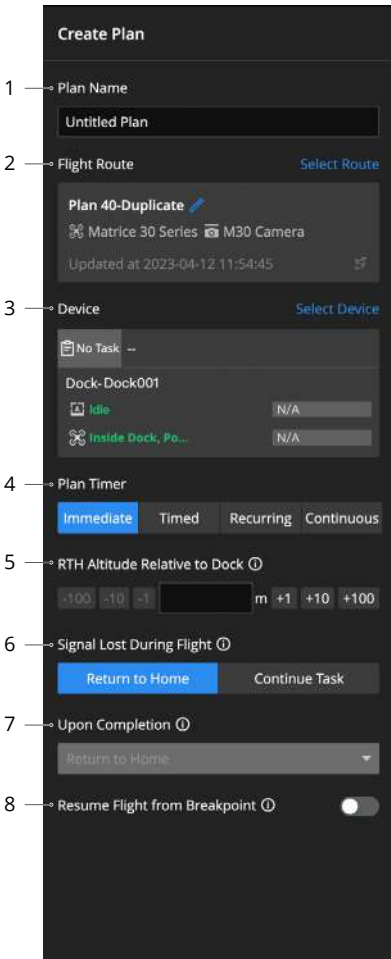 Create Plan
1 Plan Name
Untitled Plan
2 Flight Route Select Route
Plan 40-Duplicate
Matrice 30 Series M30 Camera
Updated at 2023-04-12 11:54:45
3 Device Select Device
No Task --
Dock-Dock001
Idle N/A
Inside Dock, Po... N/A
4 Plan Timer
Immediate Timed Recurring Continuous
5 RTH Altitude Relative to Dock
-100 -10 -1 m +1 +10 +100
6 Signal Lost During Flight
Return to Home Continue Task
7 Upon Completion
Return to Home
8 Resume Flight from Breakpoint